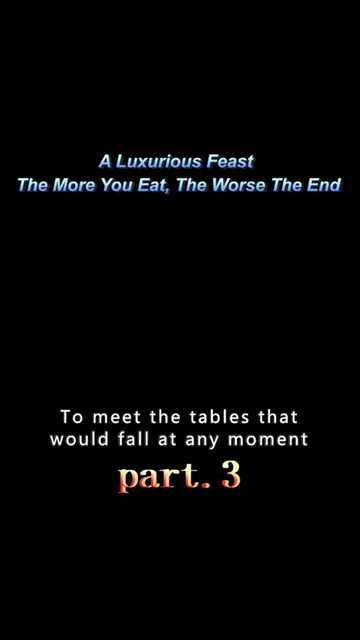 A Luxurious Feast
The More You Eat, The Worse The End
To meet the tables that
would fall at any moment
part. 3